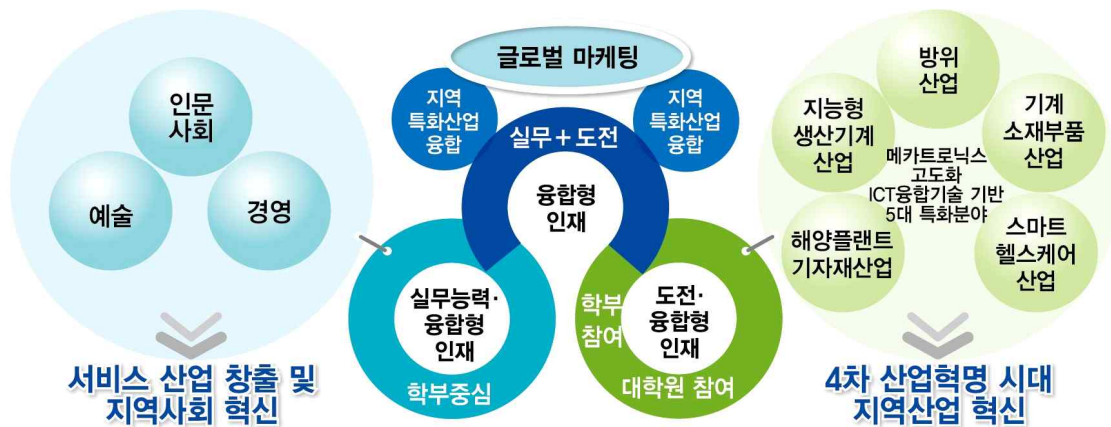 인문
사회
예술
경영
서비스 산업 창출 및
지역사회 혁신
글로벌 마케팅
지역
특화산업
융합
지역
특화산업
융합
실무+도전
융합형
인재
실무능력·
융합형
인재
학부중심
학부
참여
도전·
융합형
인재
대학원 참여
방위
산업
지능형
생산기계
산업
기계
소재부품
산업
메카트로닉스
고도화
ICT융합기술 기반
5대 특화분야
해양플랜트
기자재산업
스마트
헬스케어
산업
4차 산업혁명 시대
지역산업 혁신